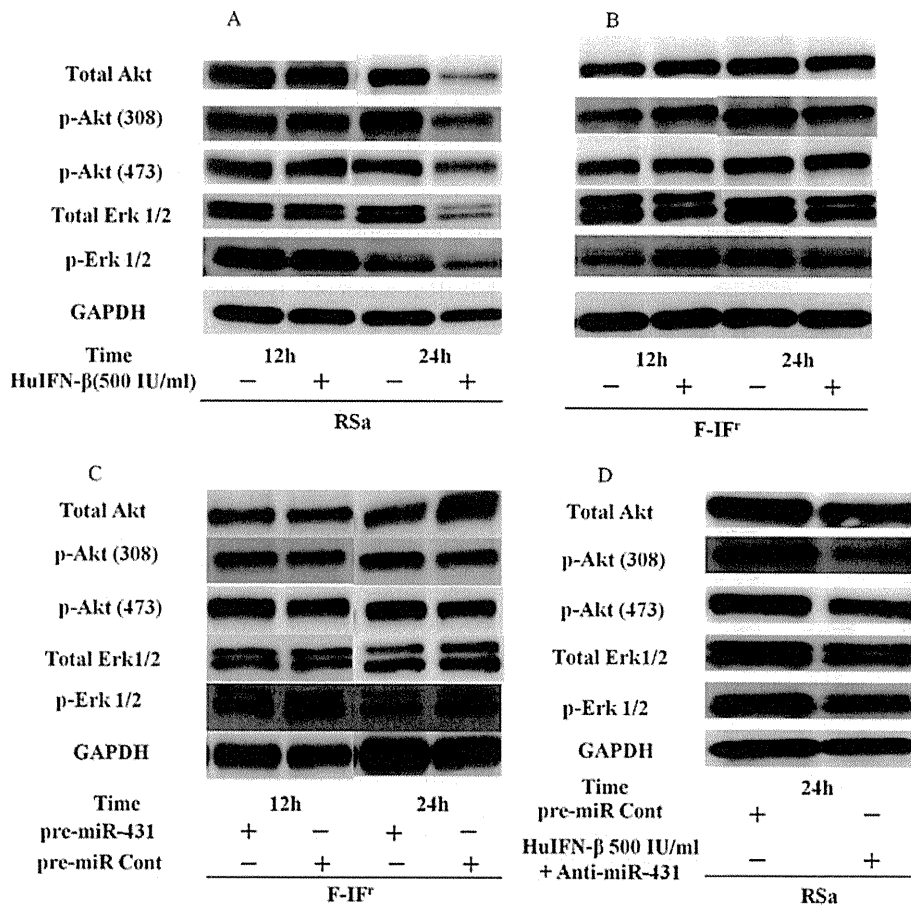 A
Total Akt
p-Akt (308)
p-Akt (473)
Total Erk 1/2
p-Erk 1/2
GAPDH
Time 12h 24h
HuIFN-β(500 IU/ml) − + − +
RSa
B
12h 24h
− + − +
F-IFʳ
C
Total Akt
p-Akt (308)
p-Akt (473)
Total Erk1/2
p-Erk 1/2
GAPDH
Time 12h 24h
pre-miR-431 + − + −
pre-miR Cont − + − +
F-IFʳ
D
Total Akt
p-Akt (308)
p-Akt (473)
Total Erk1/2
p-Erk 1/2
GAPDH
Time 24h
pre-miR Cont + −
HuIFN-β 500 IU/ml
+ Anti-miR-431 − +
RSa